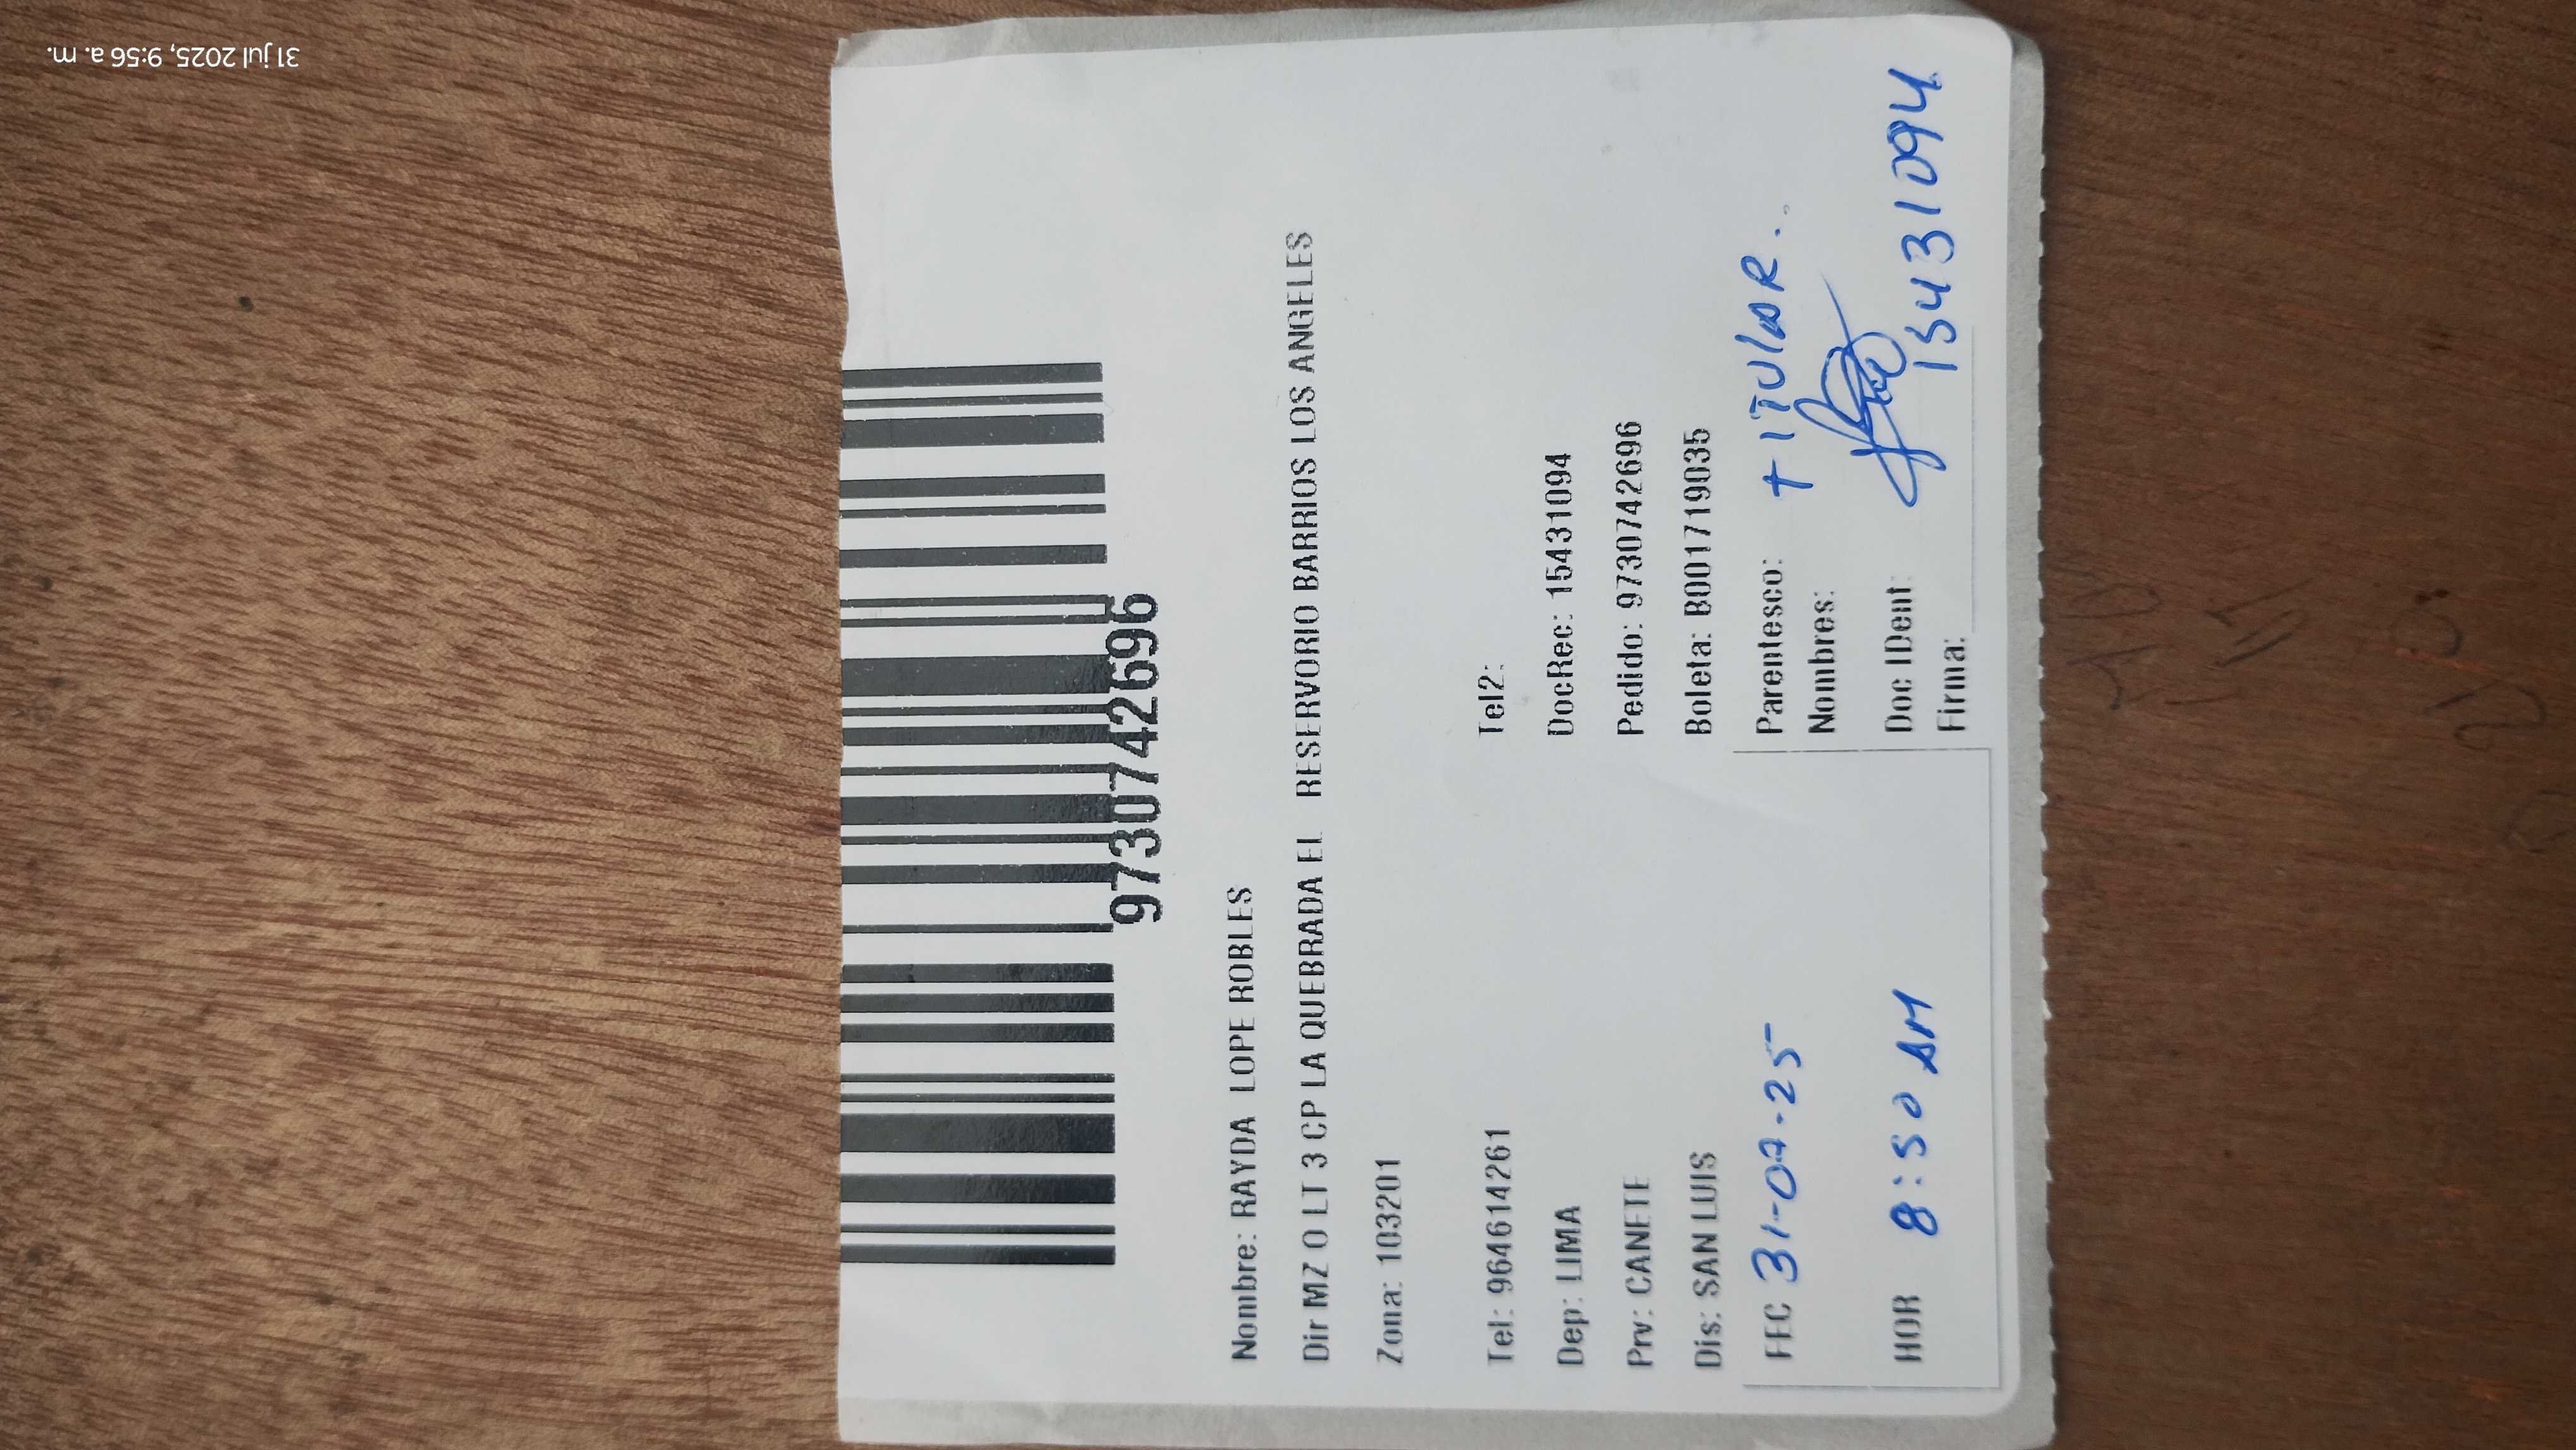 31 jul 2025, 9:56 a. m.
9730742696
Nombre: RAYDA LOPE ROBLES
Dir MZ O LT 3 CP LA QUEBRADA EL RESERVORIO BARRIOS LOS ANGELES
Zona: 103201
Tel: 964614261 Tel2:
Dep: LIMA DocRec: 15431094
Prv: CANETE Pedido: 9730742696
Dis: SAN LUIS Boleta: B001719035
FEC 31-07-25 Parentesco: TITULAR..
Nombres:
HOR 8:50 AM Doc IDent: 15431094
Firma: